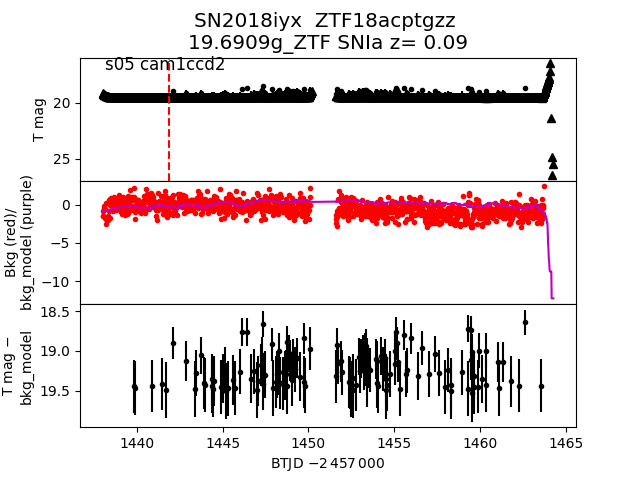 SN2018iyx ZTF18acptgzz
19.6909g_ZTF SNIa z= 0.09
s05 cam1ccd2
T mag
20
25
Bkg (red)/
bkg_model (purple)
0
−5
−10
T mag −
bkg_model
18.5
19.0
19.5
1440 1445 1450 1455 1460 1465
BTJD −2 457 000